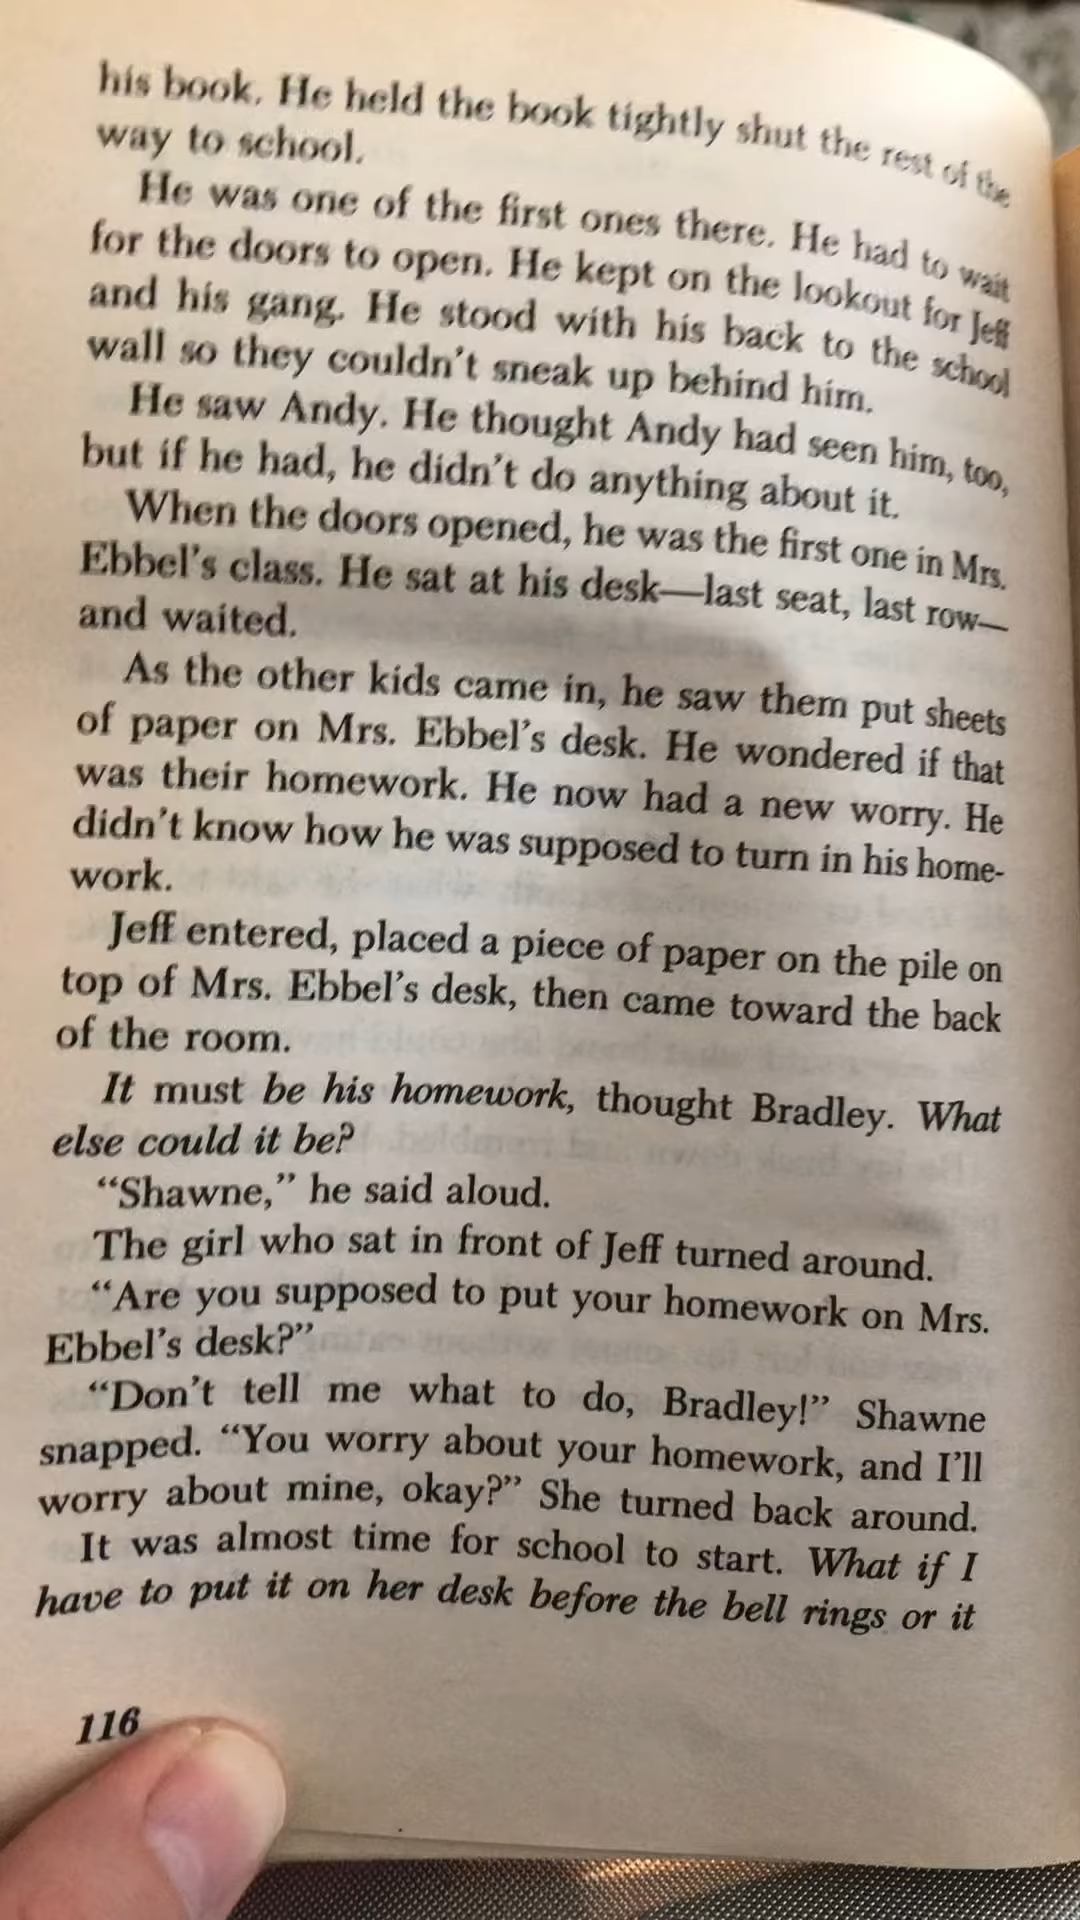 his book. He held the book tightly shut the rest of the
way to school.
He was one of the first ones there. He had to wait
for the doors to open. He kept on the lookout for Jeff
and his gang. He stood with his back to the school
wall so they couldn't sneak up behind him.
He saw Andy. He thought Andy had seen him, too,
but if he had, he didn't do anything about it.
When the doors opened, he was the first one in Mrs.
Ebbel's class. He sat at his desk—last seat, last row—
and waited.
As the other kids came in, he saw them put sheets
of paper on Mrs. Ebbel's desk. He wondered if that
was their homework. He now had a new worry. He
didn't know how he was supposed to turn in his home-
work.
Jeff entered, placed a piece of paper on the pile on
top of Mrs. Ebbel's desk, then came toward the back
of the room.
It must be his homework, thought Bradley. What
else could it be?
“Shawne,” he said aloud.
The girl who sat in front of Jeff turned around.
“Are you supposed to put your homework on Mrs.
Ebbel's desk?”
“Don't tell me what to do, Bradley!” Shawne
snapped. “You worry about your homework, and I'll
worry about mine, okay?” She turned back around.
It was almost time for school to start. What if I
have to put it on her desk before the bell rings or it
116